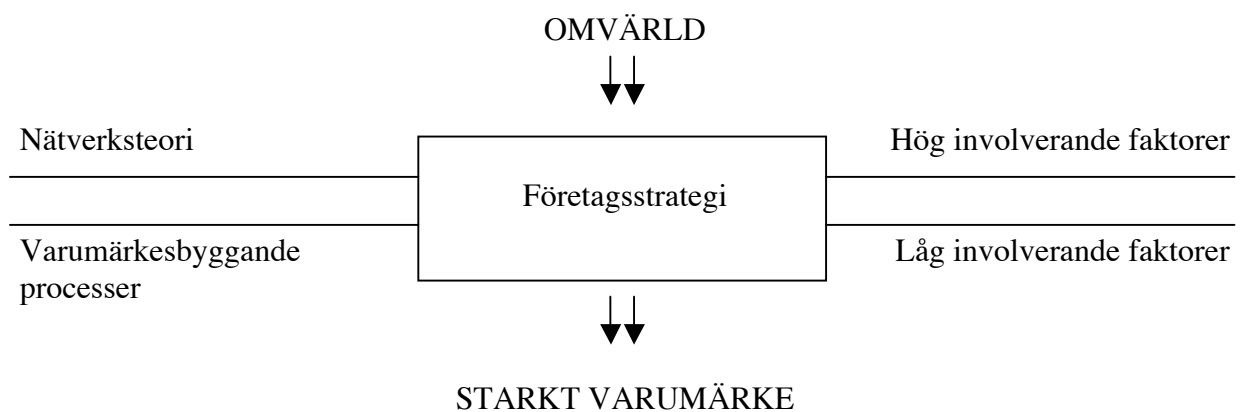 OMVÄRLD
Nätverksteori
Hög involverande faktorer
Företagsstrategi
Varumärkesbyggande
processer
Låg involverande faktorer
STARKT VARUMÄRKE